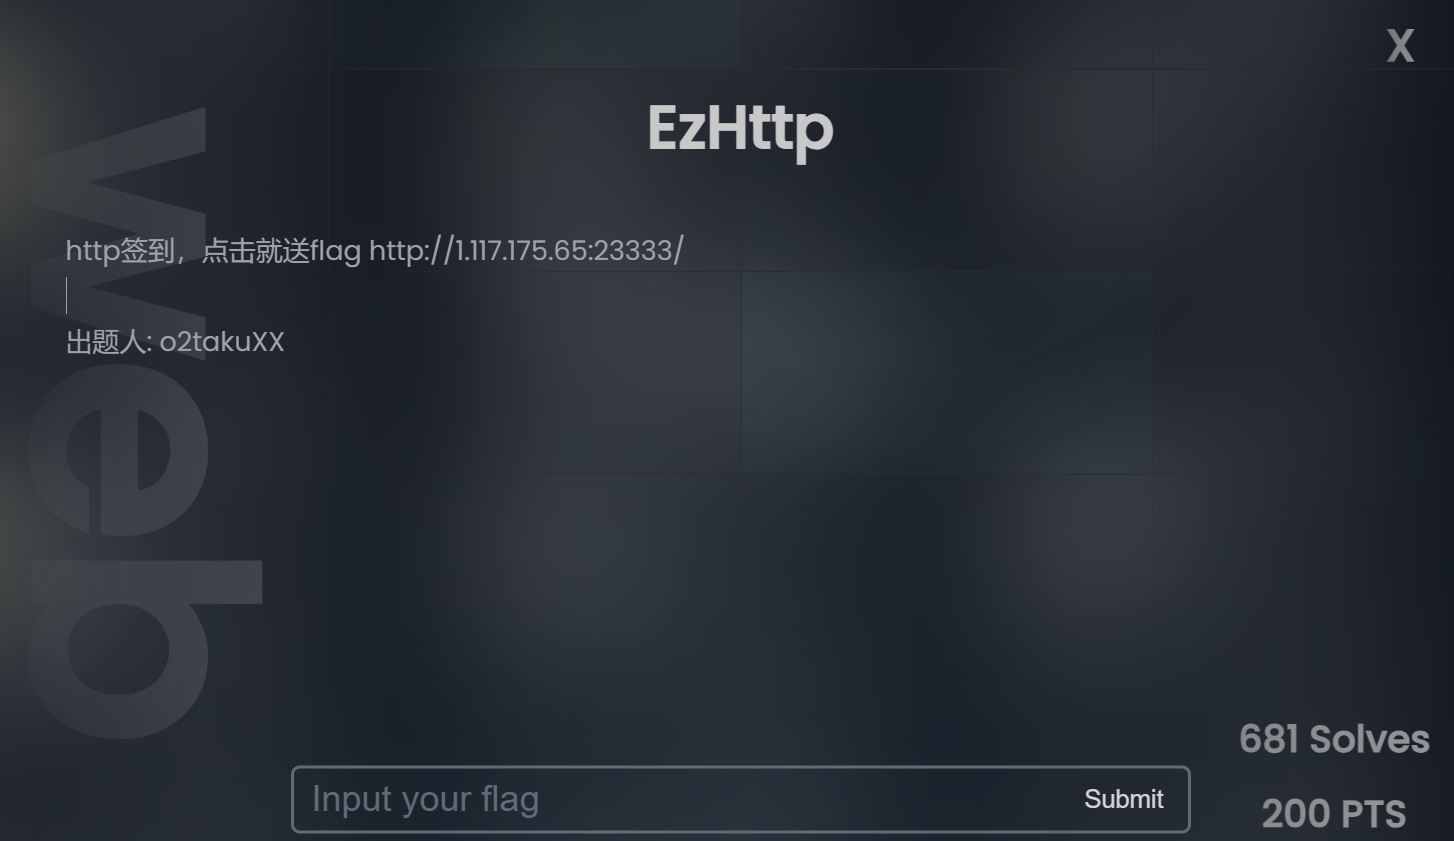 X
EzHttp
http签到，点击就送flag http://1.117.175.65:23333/
出题人: o2takuXX
web
681 Solves
Input your flag
Submit
200 PTS